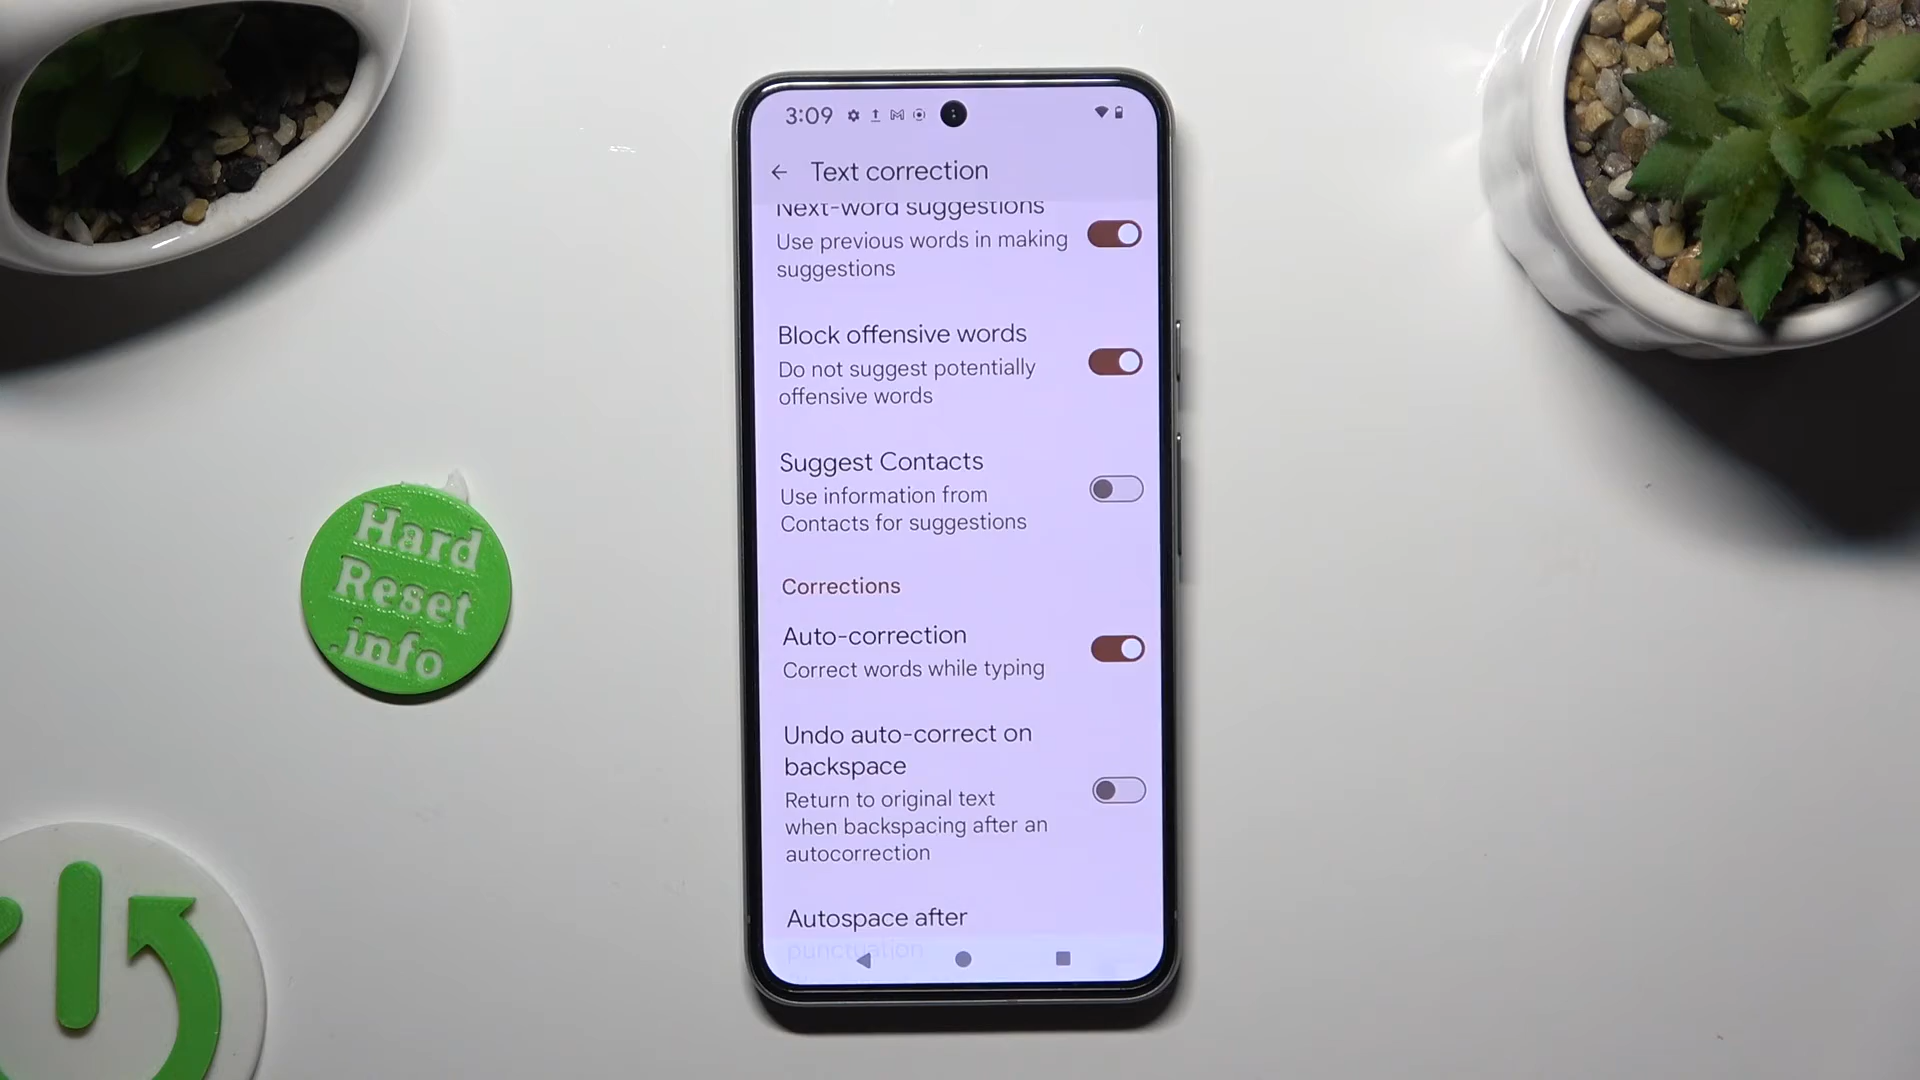 3:09
Text correction
Next-word suggestions
Use previous words in making
suggestions
Block offensive words
Do not suggest potentially
offensive words
Suggest Contacts
Use information from
Contacts for suggestions
Corrections
Auto-correction
Correct words while typing
Undo auto-correct on
backspace
Return to original text
when backspacing after an
autocorrection
Autospace after
punctuation
Hard
Reset
.info